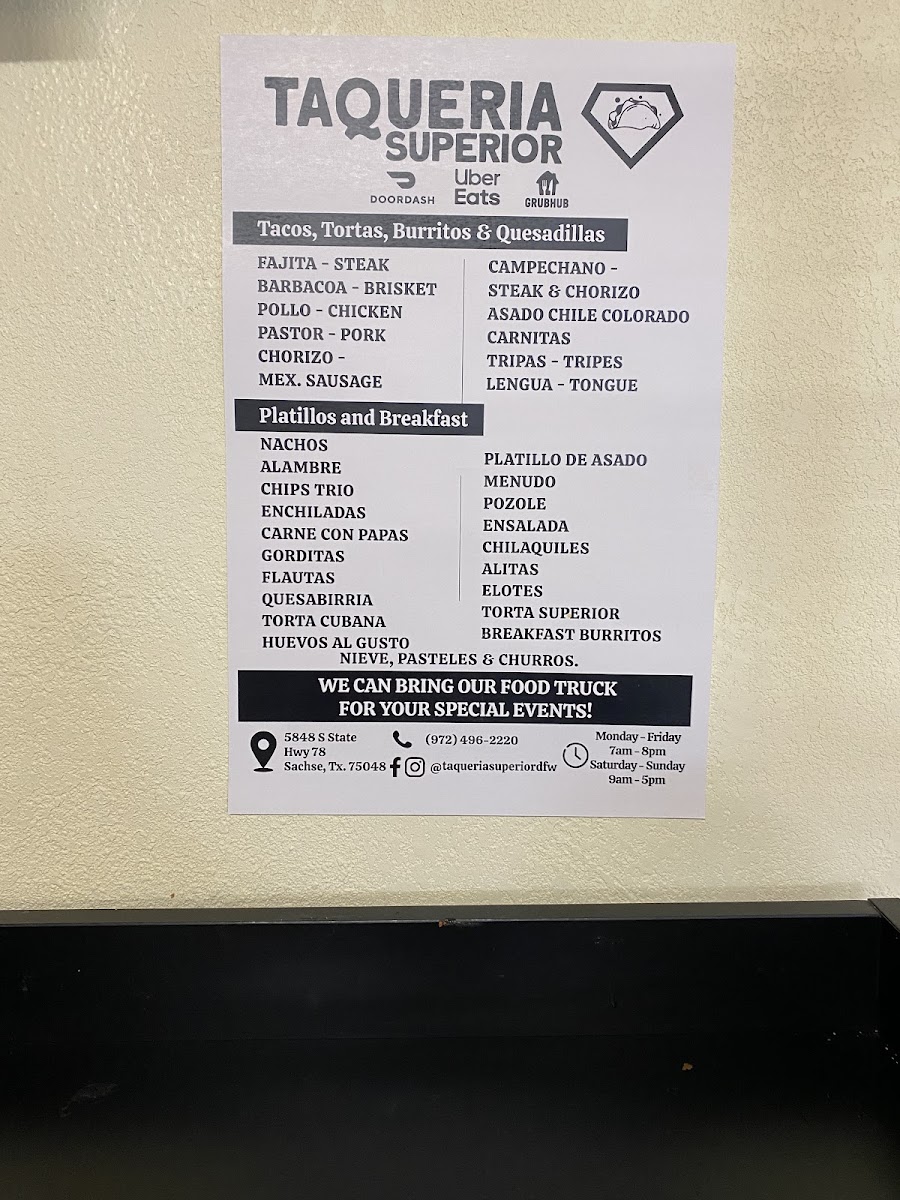 TAQUERIA
SUPERIOR
DOORDASH
Uber
Eats
GRUBHUB
Tacos, Tortas, Burritos & Quesadillas
FAJITA - STEAK
BARBACOA - BRISKET
POLLO - CHICKEN
PASTOR - PORK
CHORIZO -
MEX. SAUSAGE
CAMPECHANO -
STEAK & CHORIZO
ASADO CHILE COLORADO
CARNITAS
TRIPAS - TRIPES
LENGUA - TONGUE
Platillos and Breakfast
NACHOS
ALAMBRE
CHIPS TRIO
ENCHILADAS
CARNE CON PAPAS
GORDITAS
FLAUTAS
QUESABIRRIA
TORTA CUBANA
HUEVOS AL GUSTO
PLATILLO DE ASADO
MENUDO
POZOLE
ENSALADA
CHILAQUILES
ALITAS
ELOTES
TORTA SUPERIOR
BREAKFAST BURRITOS
NIEVE, PASTELES & CHURROS.
WE CAN BRING OUR FOOD TRUCK
FOR YOUR SPECIAL EVENTS!
5848 S State
Hwy 78
Sachse, Tx. 75048
(972) 496-2220
@taqueriasuperiordfw
Monday - Friday
7am - 8pm
Saturday - Sunday
9am - 5pm